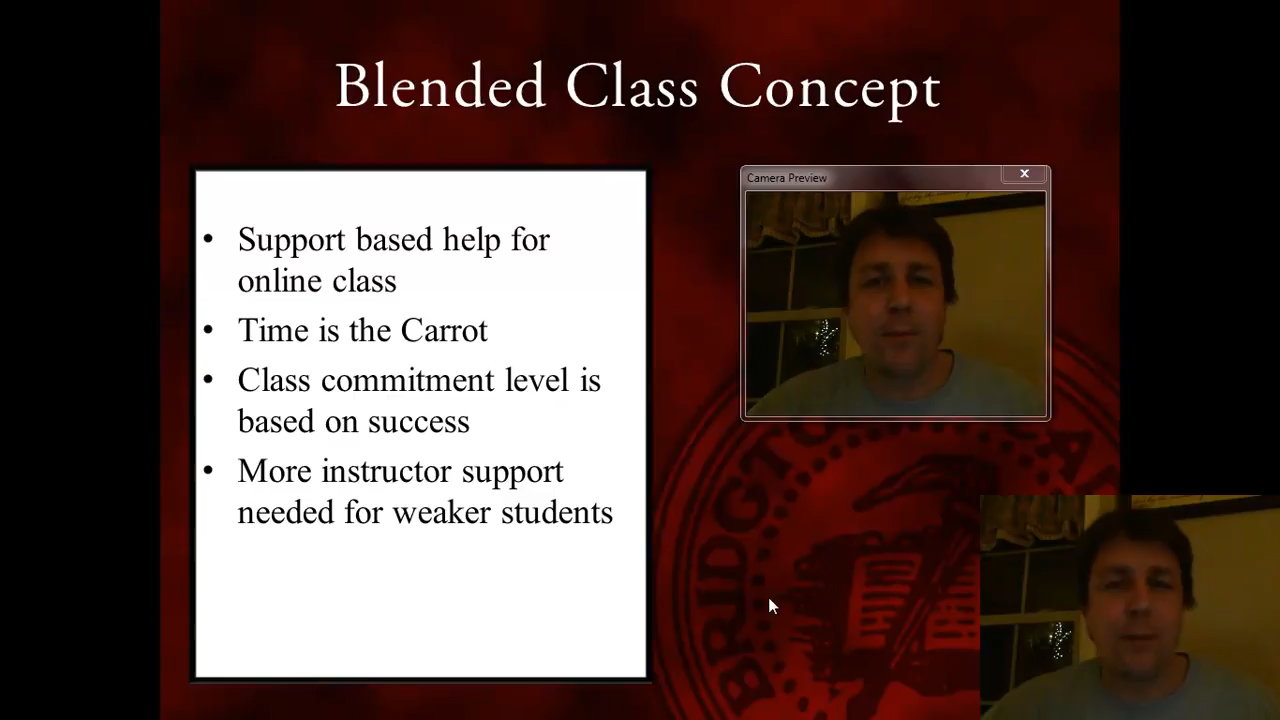 Blended Class Concept
• Support based help for
online class
• Time is the Carrot
• Class commitment level is
based on success
• More instructor support
needed for weaker students
Camera Preview